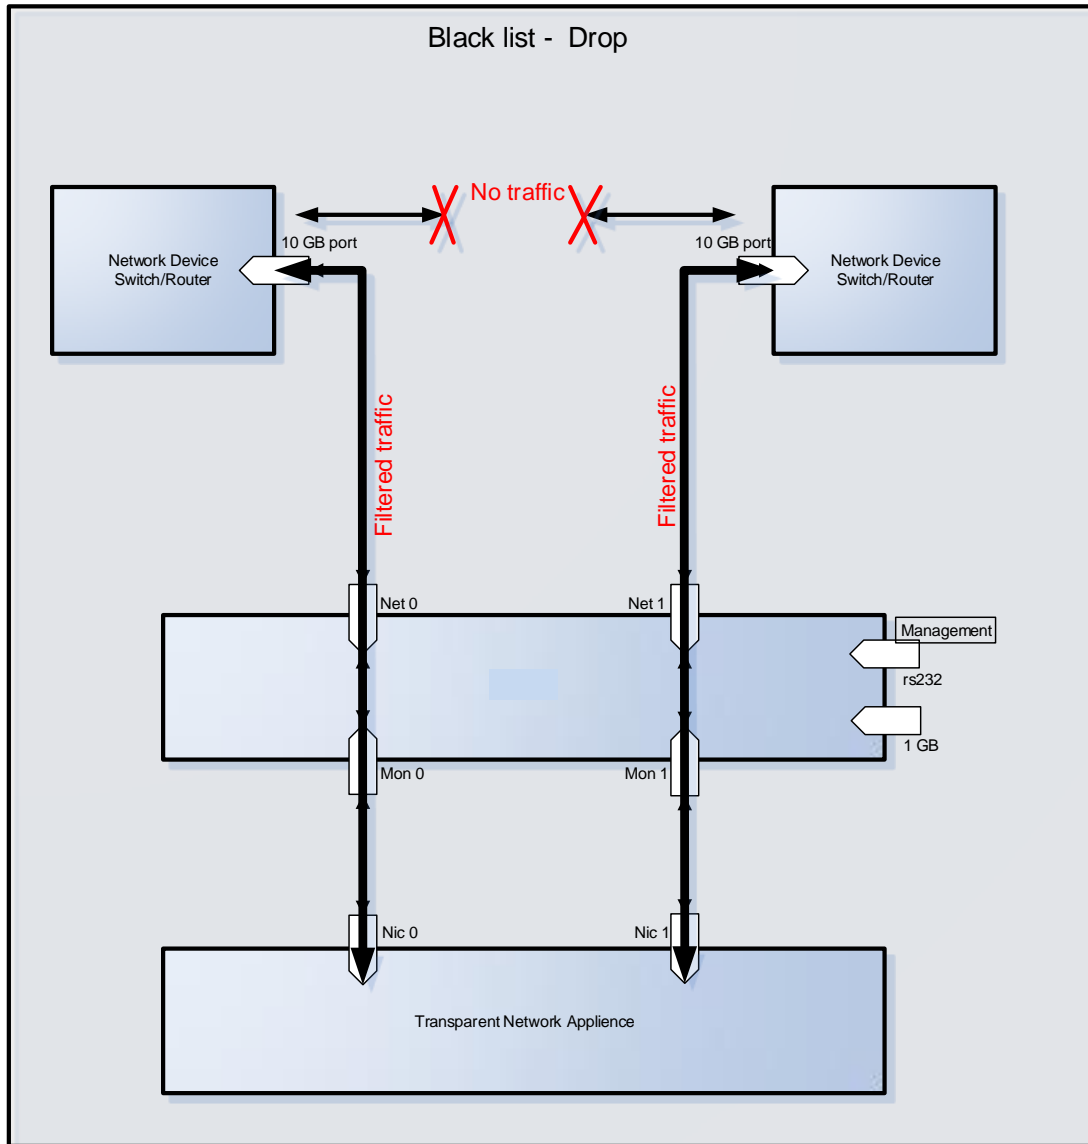 Black list -  Drop
No traffic
10 GB port
10 GB port
Network Device
Switch/Router
Network Device
Switch/Router
Filtered traffic
Filtered traffic
Net 0
Net 1
Management
rs232
1 GB
Mon 0
Mon 1
Nic 0
Nic 1
Transparent Network Applience